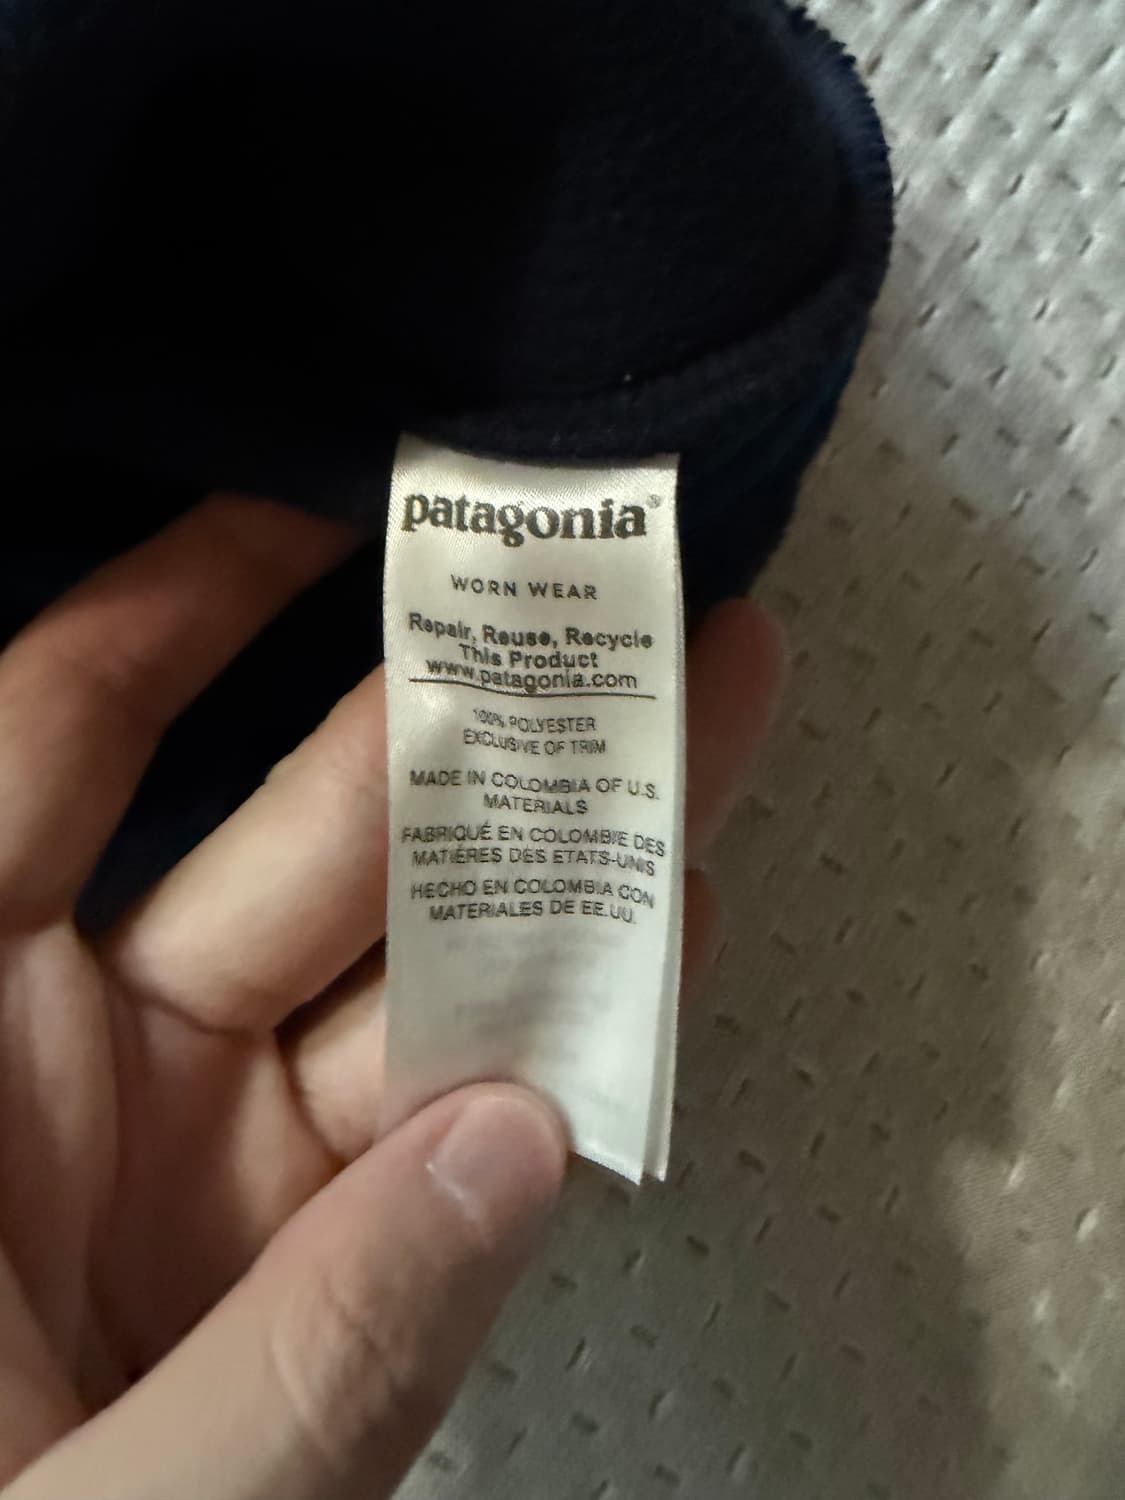 patagonia®
WORN WEAR
Repair, Reuse, Recycle
This Product
www.patagonia.com
100% POLYESTER
EXCLUSIVE OF TRIM
MADE IN COLOMBIA OF U.S.
MATERIALS
FABRIQUÉ EN COLOMBIE DES
MATIÉRES DES ETATS-UNIS
HECHO EN COLOMBIA CON
MATERIALES DE EE.UU.